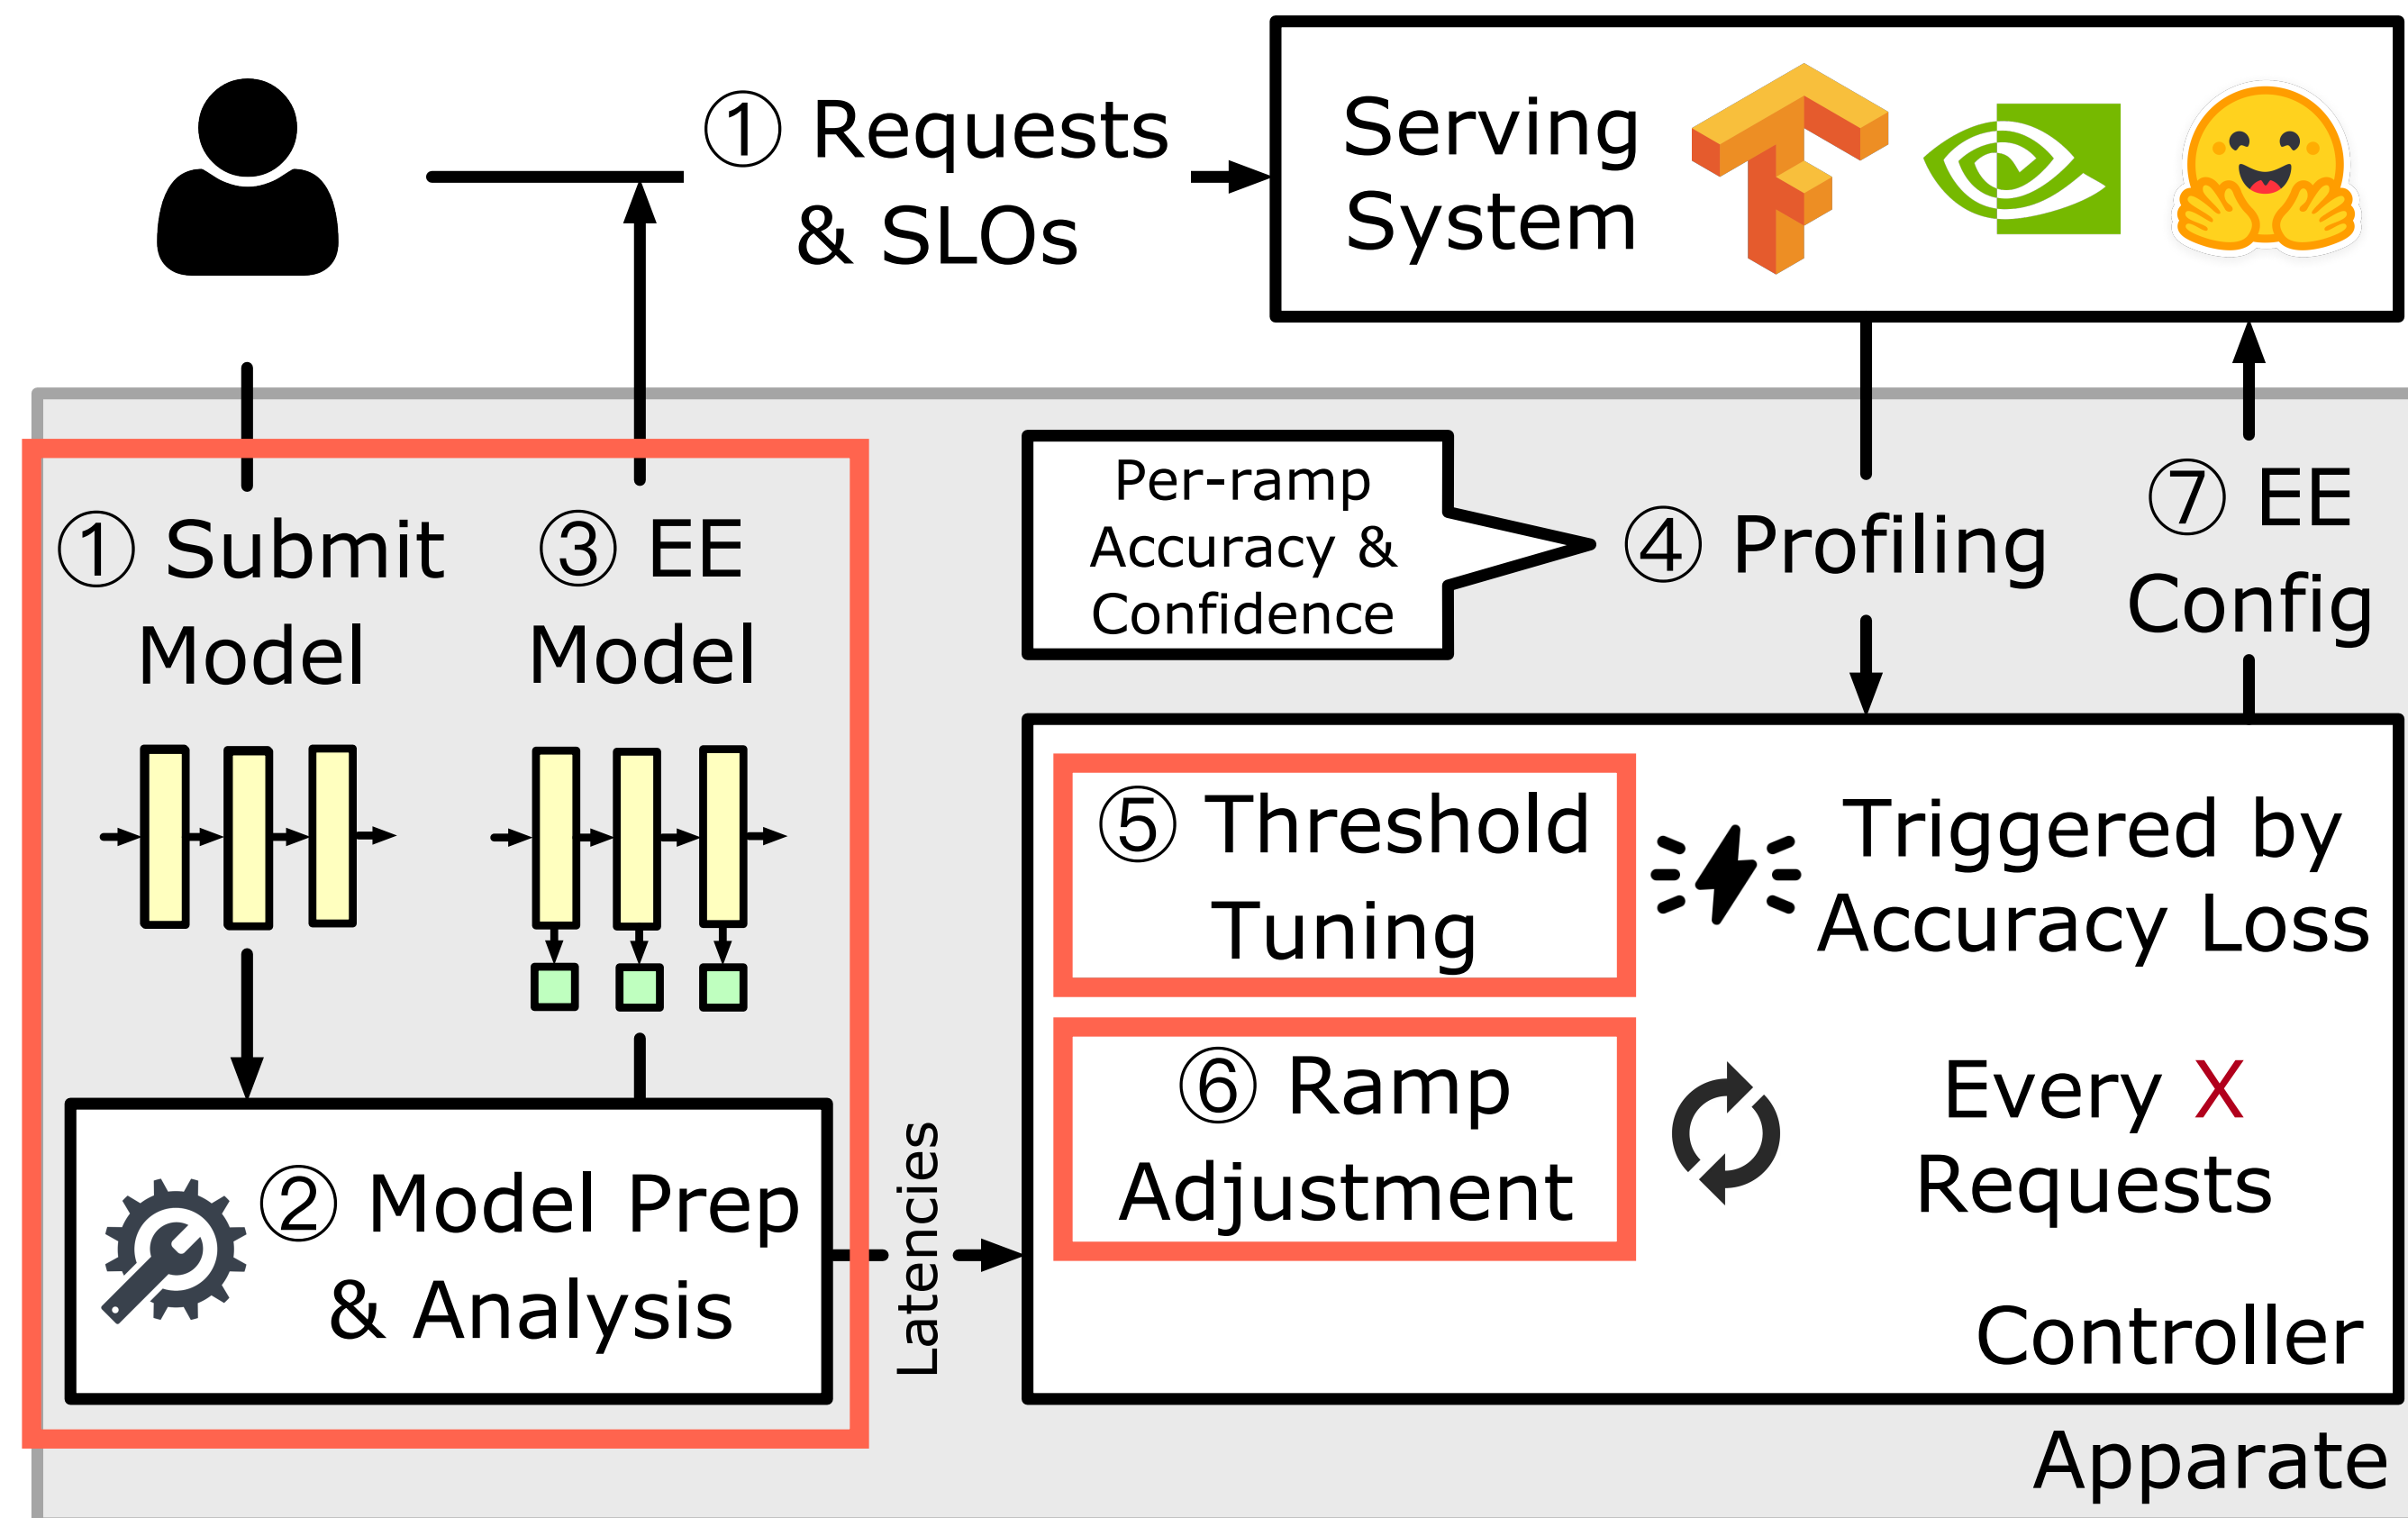 ① Requests
& SLOs
Serving
System
① Submit
Model
③ EE
Model
Per-ramp
Accuracy &
Confidence
④ Profiling
⑦ EE
Config
⑤ Threshold
Tuning
Triggered by
Accuracy Loss
⑥ Ramp
Adjustment
Every X
Requests
② Model Prep
& Analysis
Latencies
Controller
Apparate